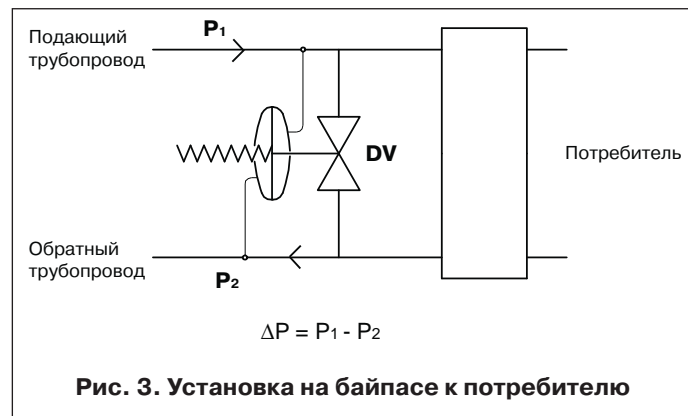 Подающий
трубопровод
P1
DV
Потребитель
Обратный
трубопровод
P2
ΔP = P1 - P2
Рис. 3. Установка на байпасе к потребителю